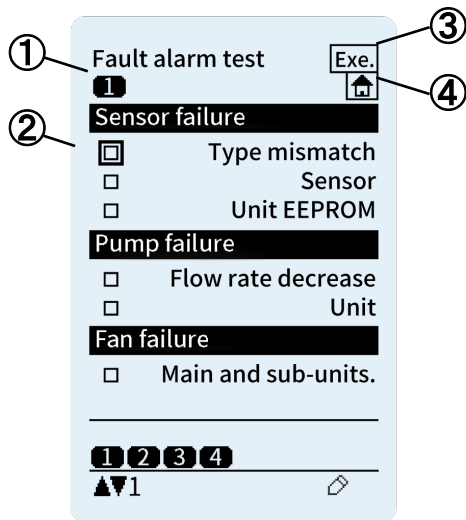 ① Fault alarm test Exe. ③
1 ④
Sensor failure
② Type mismatch
Sensor
Unit EEPROM
Pump failure
Flow rate decrease
Unit
Fan failure
Main and sub-units.
1 2 3 4
▲▼1